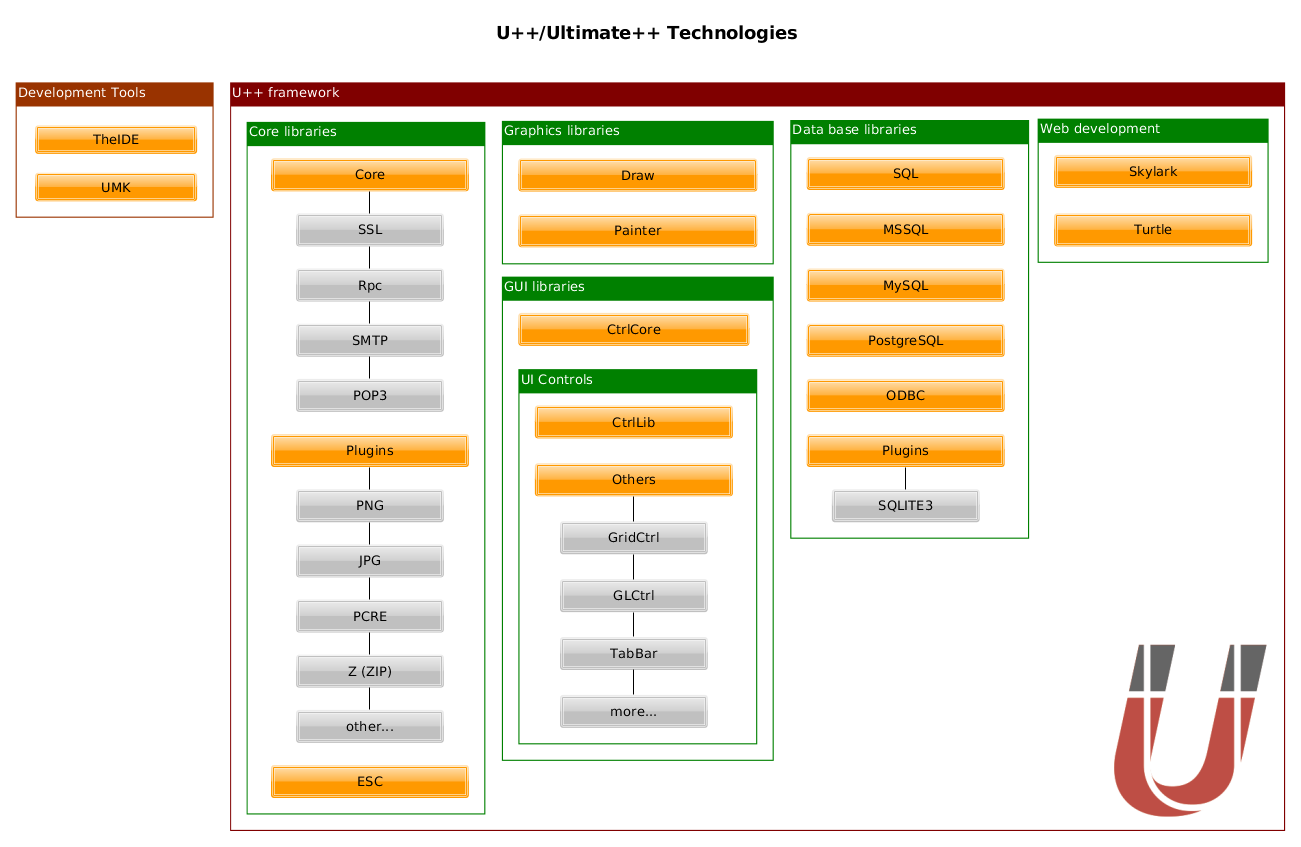 U++/Ultimate++ Technologies
Development Tools
TheIDE
UMK
U++ framework
Core libraries
Core
SSL
Rpc
SMTP
POP3
Plugins
PNG
JPG
PCRE
Z (ZIP)
other...
ESC
Graphics libraries
Draw
Painter
GUI libraries
CtrlCore
UI Controls
CtrlLib
Others
GridCtrl
GLCtrl
TabBar
more...
Data base libraries
SQL
MSSQL
MySQL
PostgreSQL
ODBC
Plugins
SQLITE3
Web development
Skylark
Turtle